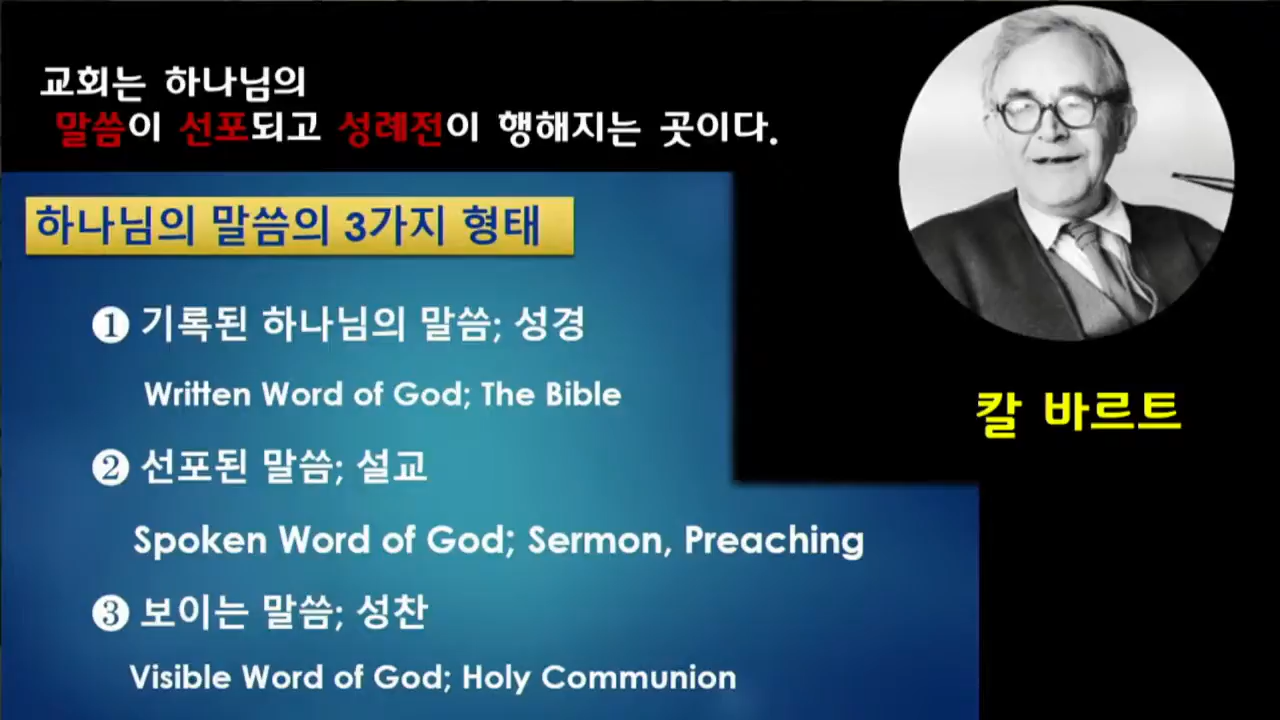 교회는 하나님의
말씀이 선포되고 성례전이 행해지는 곳이다.
하나님의 말씀의 3가지 형태
❶ 기록된 하나님의 말씀; 성경
Written Word of God; The Bible
❷ 선포된 말씀; 설교
Spoken Word of God; Sermon, Preaching
❸ 보이는 말씀; 성찬
Visible Word of God; Holy Communion
칼 바르트